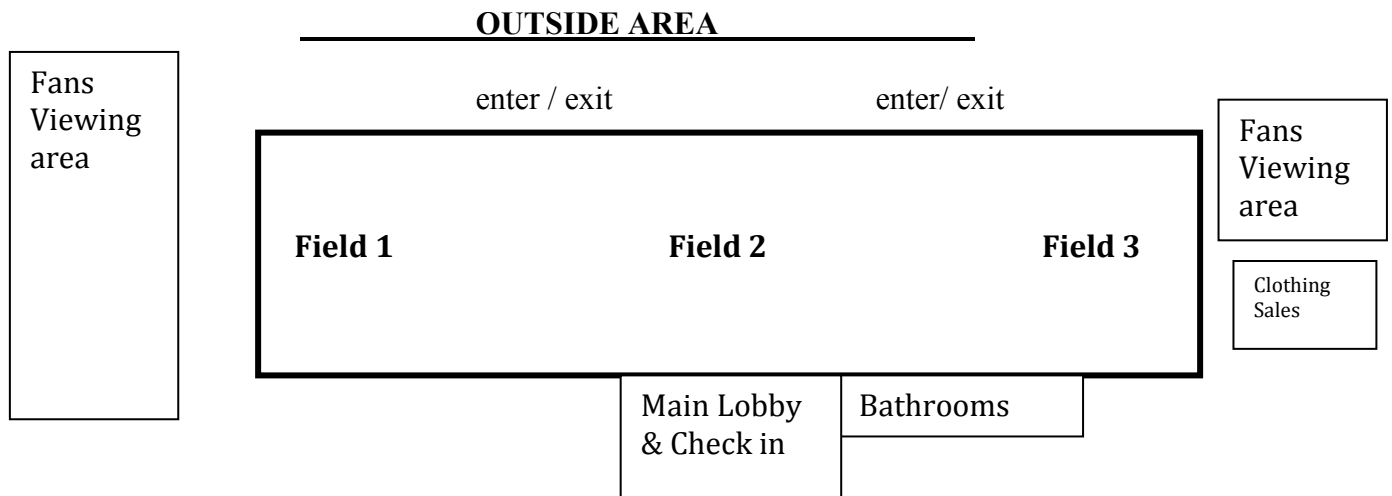 OUTSIDE AREA
Fans
Viewing
area
enter / exit
enter/ exit
Fans
Viewing
area
Field 1
Field 2
Field 3
Clothing
Sales
Main Lobby
& Check in
Bathrooms